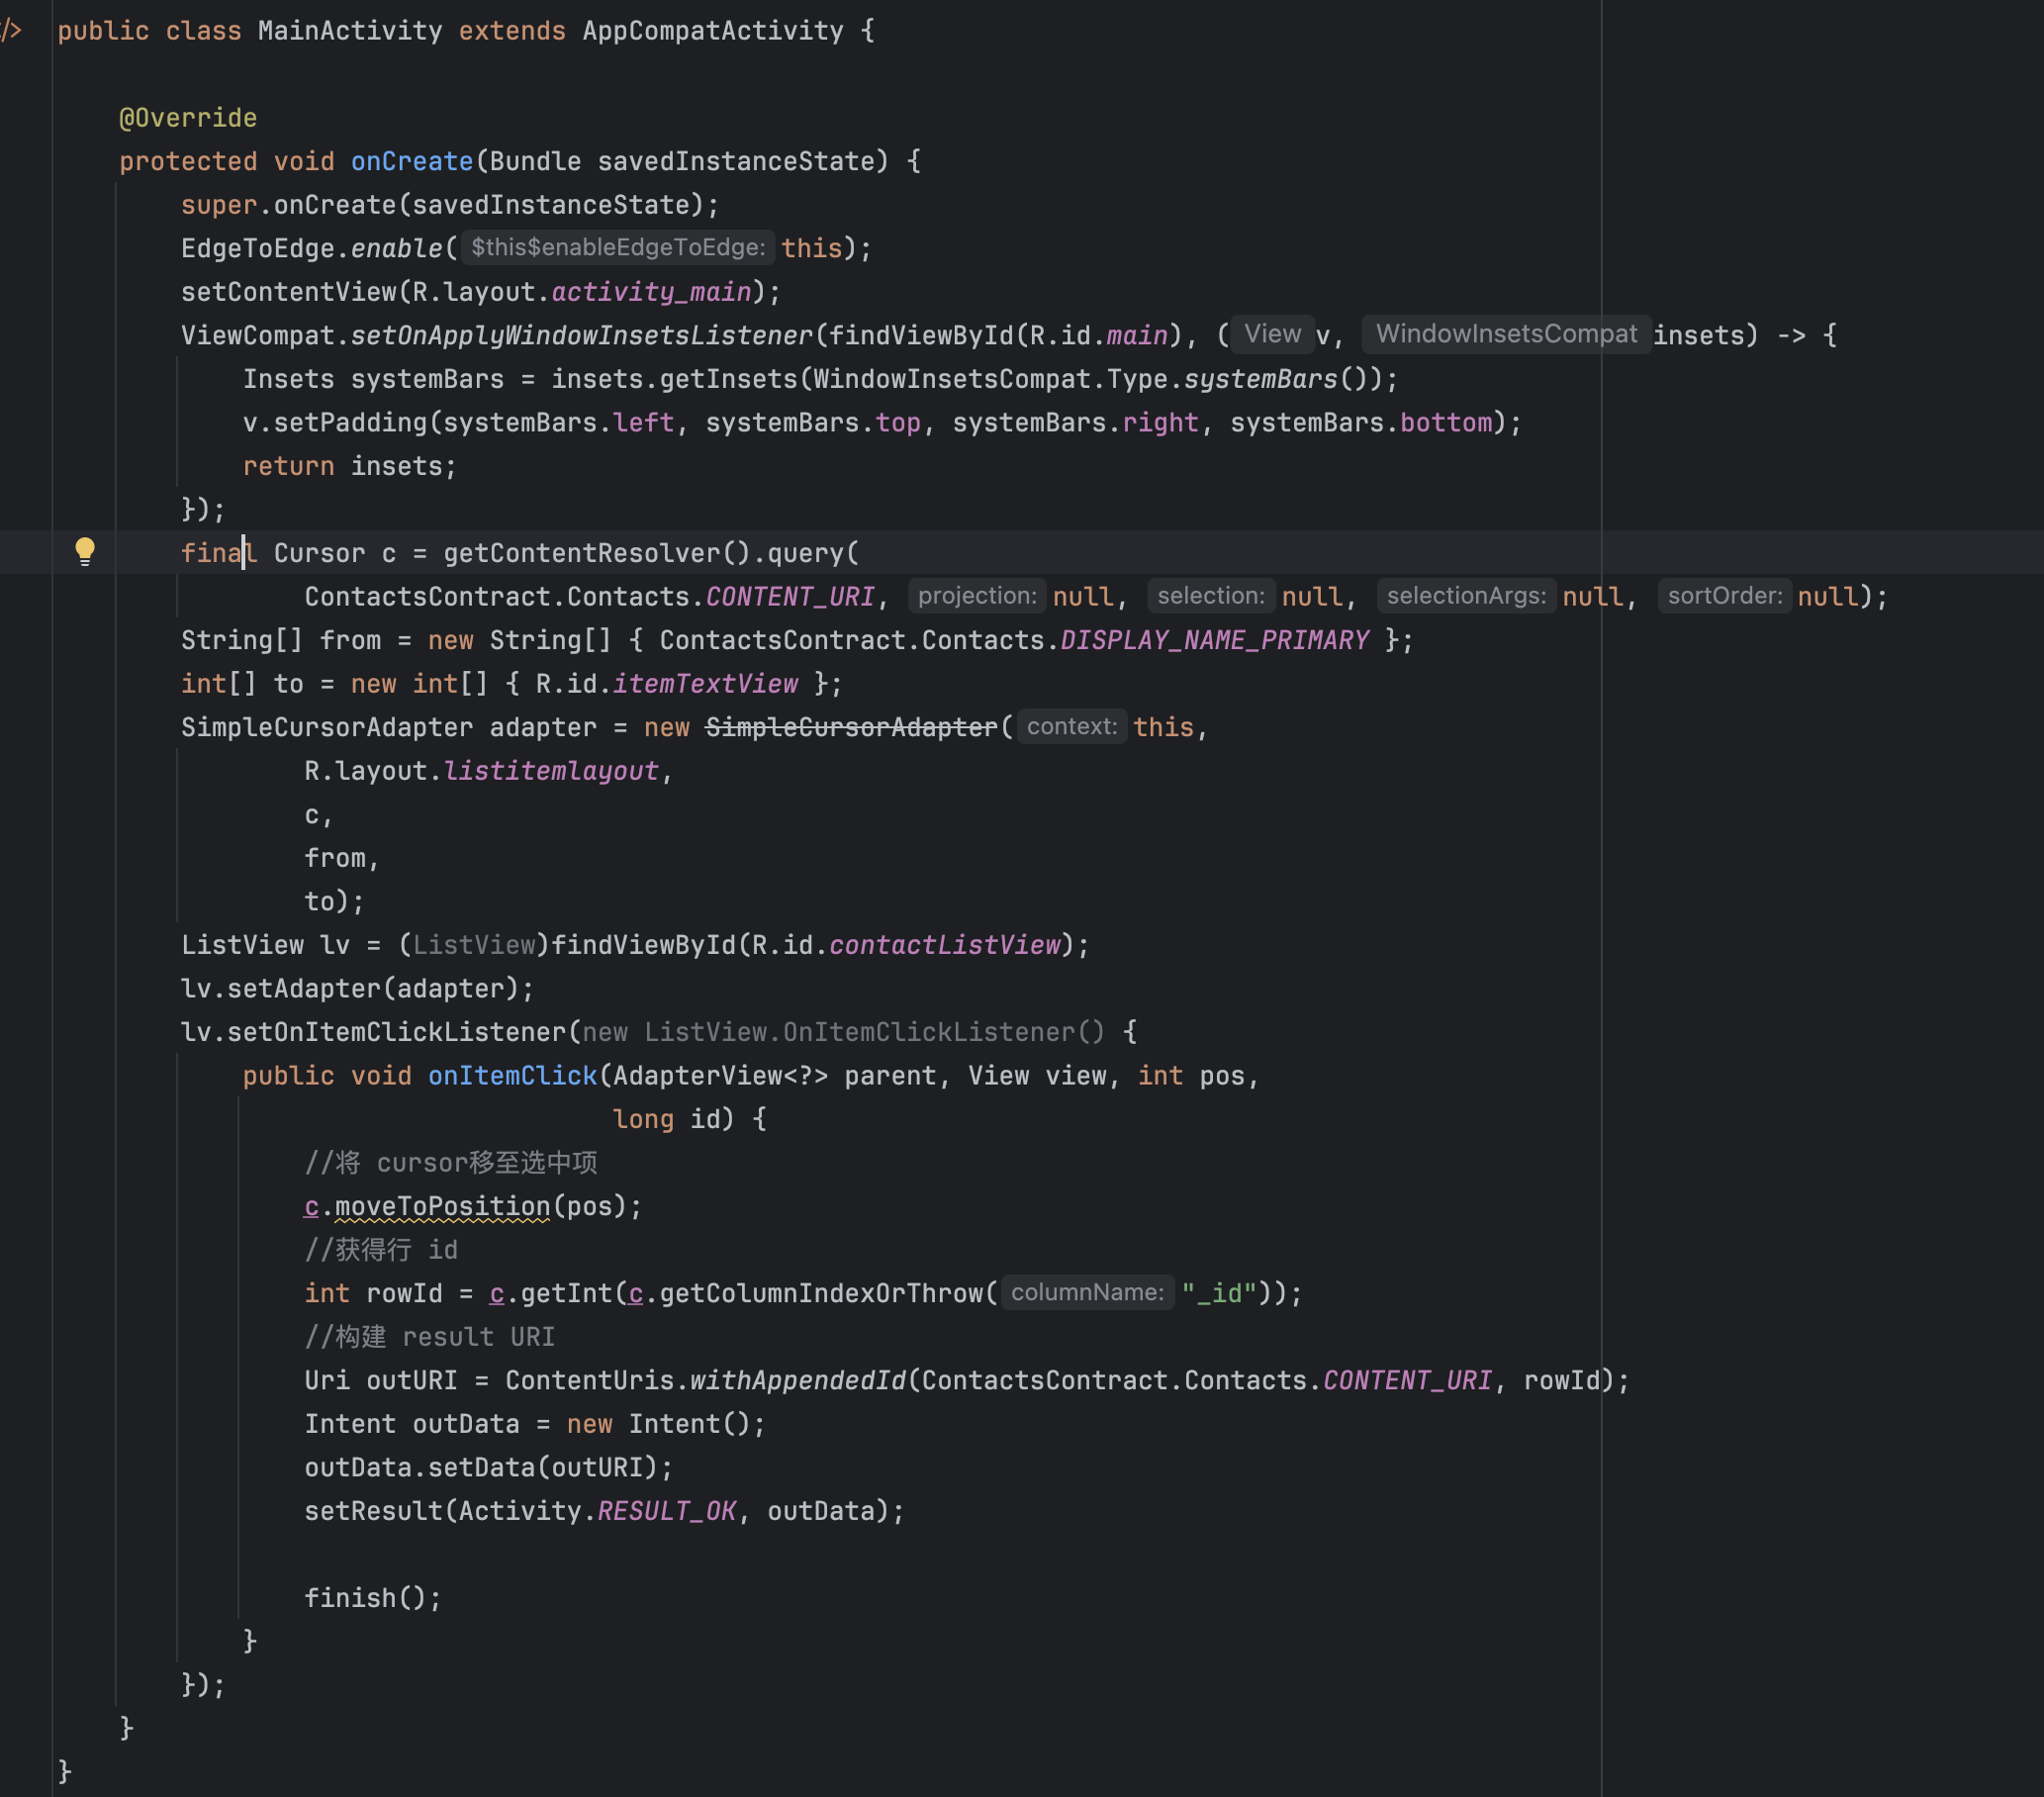 public class MainActivity extends AppCompatActivity {
@Override
protected void onCreate(Bundle savedInstanceState) {
super.onCreate(savedInstanceState);
EdgeToEdge.enable( $this$enableEdgeToEdge: this);
setContentView(R.layout.activity_main);
ViewCompat.setOnApplyWindowInsetsListener(findViewById(R.id.main), ( View v, WindowInsetsCompat insets) -> {
Insets systemBars = insets.getInsets(WindowInsetsCompat.Type.systemBars());
v.setPadding(systemBars.left, systemBars.top, systemBars.right, systemBars.bottom);
return insets;
});
final Cursor c = getContentResolver().query(
ContactsContract.Contacts.CONTENT_URI, projection: null, selection: null, selectionArgs: null, sortOrder: null);
String[] from = new String[] { ContactsContract.Contacts.DISPLAY_NAME_PRIMARY };
int[] to = new int[] { R.id.itemTextView };
SimpleCursorAdapter adapter = new SimpleCursorAdapter( context: this,
R.layout.listitemlayout,
c,
from,
to);
ListView lv = (ListView)findViewById(R.id.contactListView);
lv.setAdapter(adapter);
lv.setOnItemClickListener(new ListView.OnItemClickListener() {
public void onItemClick(AdapterView<?> parent, View view, int pos,
long id) {
//将 cursor移至选中项
c.moveToPosition(pos);
//获得行 id
int rowId = c.getInt(c.getColumnIndexOrThrow( columnName: "_id"));
//构建 result URI
Uri outURI = ContentUris.withAppendedId(ContactsContract.Contacts.CONTENT_URI, rowId);
Intent outData = new Intent();
outData.setData(outURI);
setResult(Activity.RESULT_OK, outData);
finish();
}
});
}
}